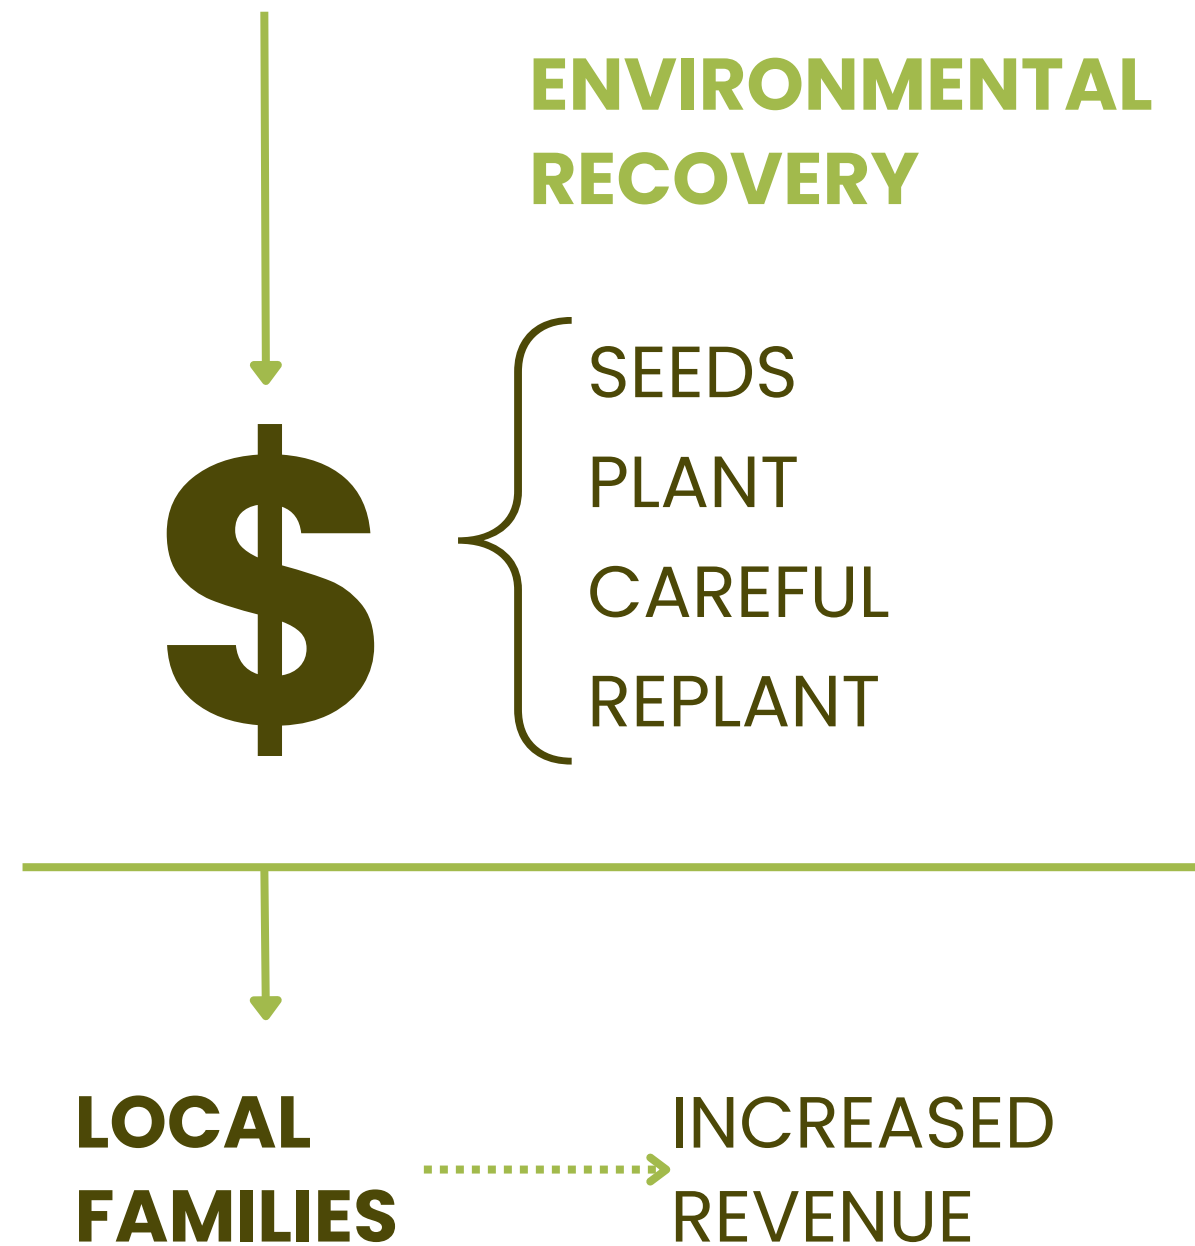 ENVIRONMENTAL
RECOVERY
$
SEEDS
PLANT
CAREFUL
REPLANT
LOCAL
FAMILIES
INCREASED
REVENUE